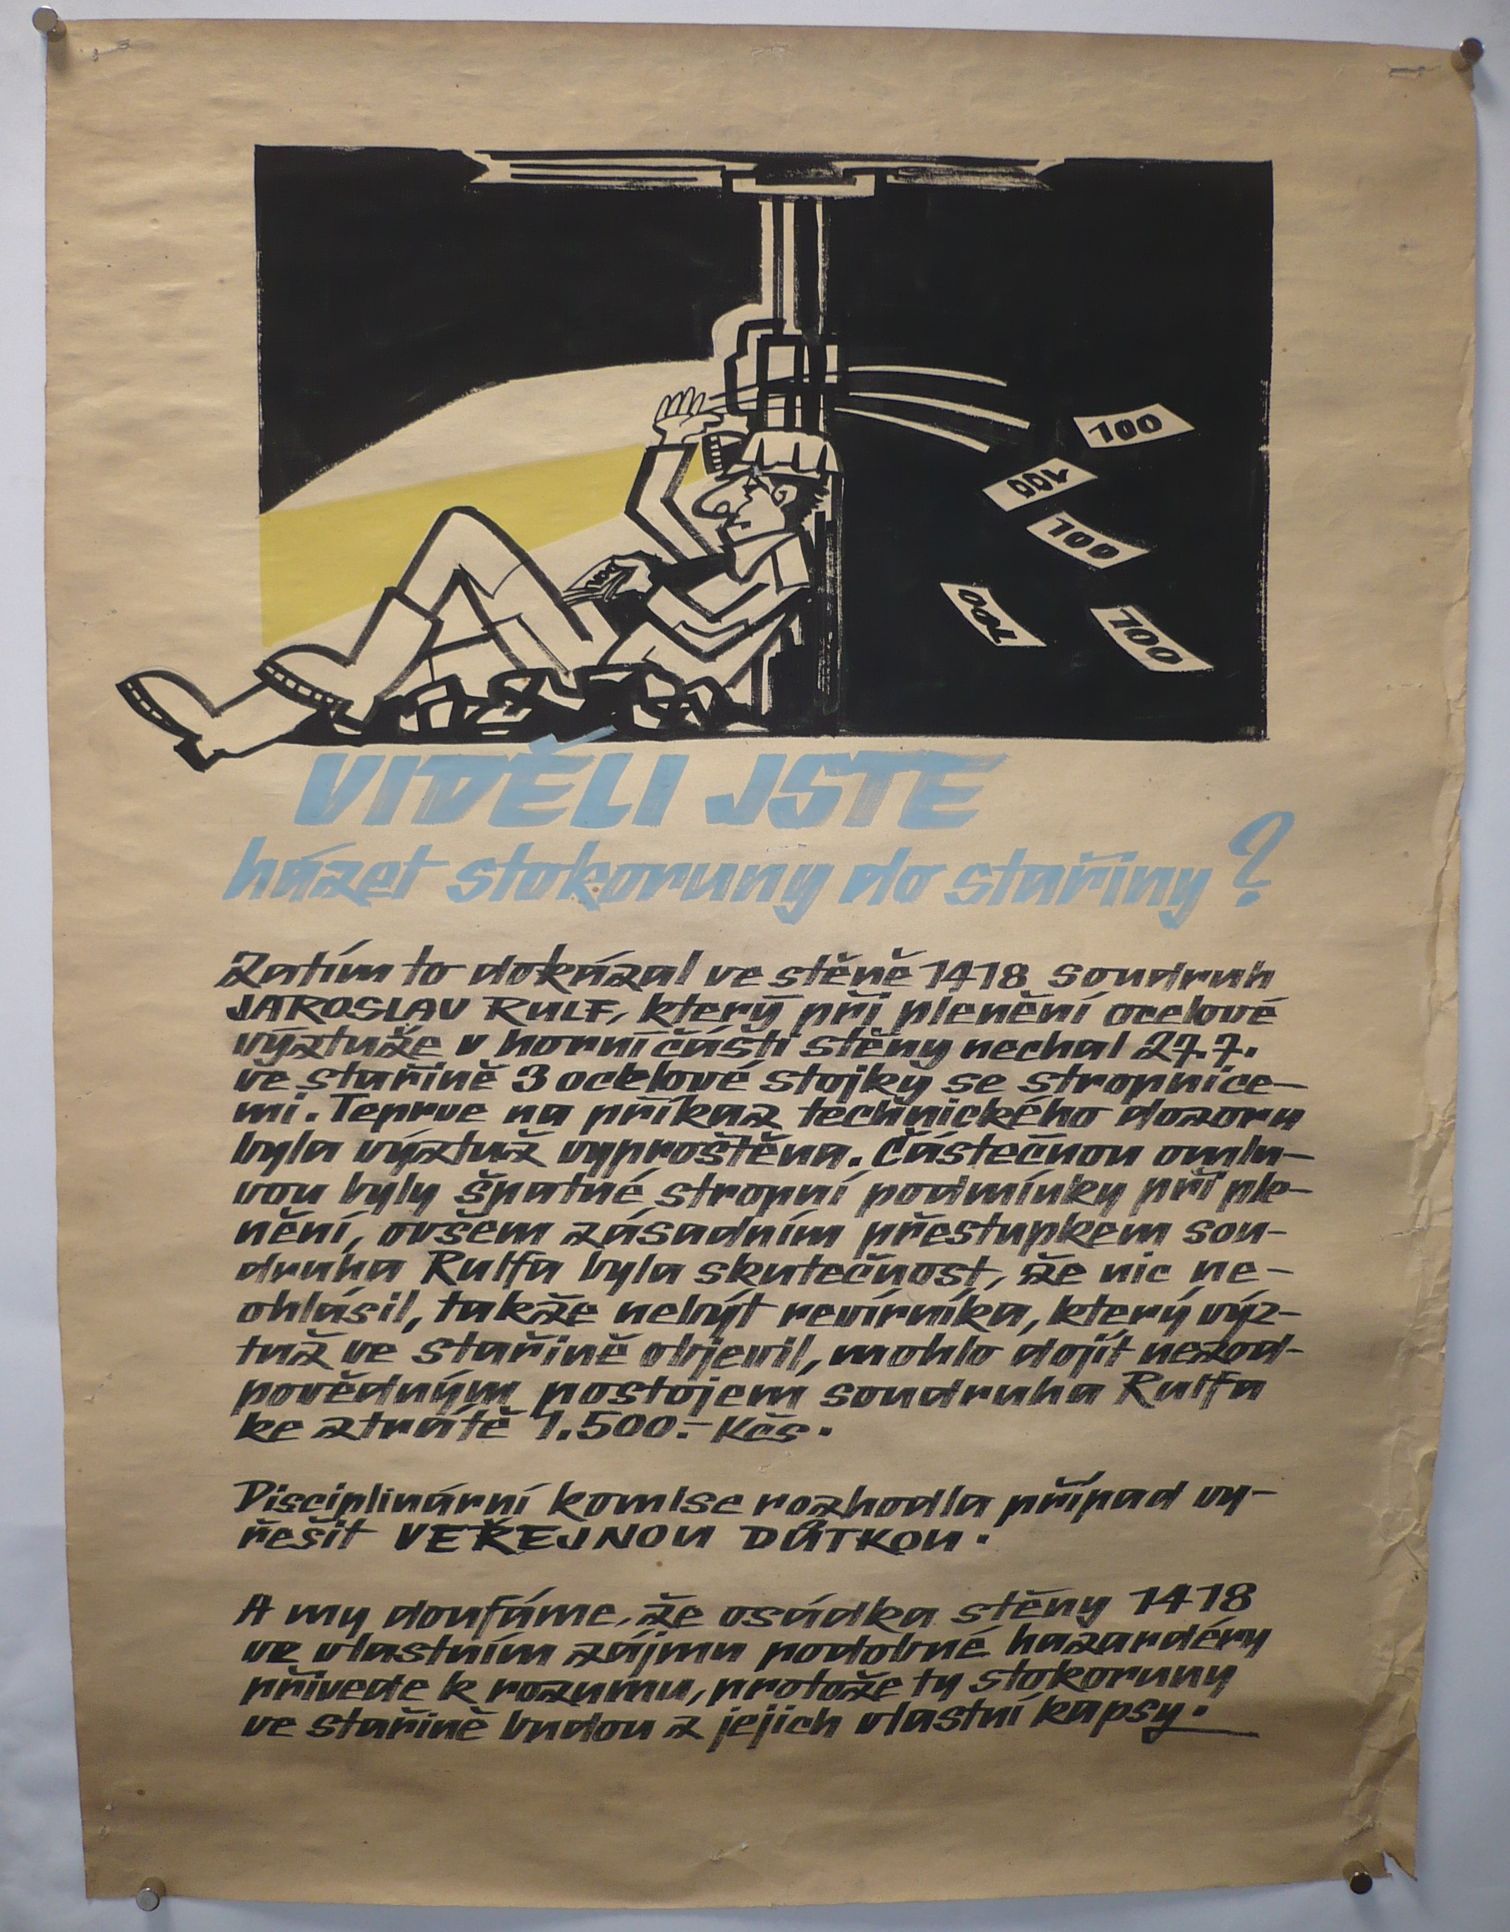 100
100
100
100
100
100
VIDĚLI JSTE
házet stokoruny do stařiny?
Zatím to dokázal ve stěně 1418 soudruh
JAROSLAV RULF, který při plenění ocelové
výztuže v horní části stěny nechal 27.7.
ve stařině 3 ocelové stojky se stropnice-
mi. Teprve na příkaz technického dozoru
byla výztuž vyproštěna. Částečnou omlu-
vou byly špatné stropní podmínky při ple-
nění, ovšem zásadním přestupkem sou-
druha Rulfa byla skutečnost, že nic ne-
ohlásil, takže nebýt revírníka, který výz-
tuž ve stařině objevil, mohlo dojít nezod-
povědným postojem soudruha Rulfa
ke ztrátě 1.500.- Kčs.
Disciplinární komise rozhodla případ vy-
řešit VEŘEJNOU DŮTKOU.
A my doufáme, že osádka stěny 1418
ve vlastním zájmu podobné hazardéry
přivede k rozumu, protože ty stokoruny
ve stařině budou z jejich vlastní kapsy.